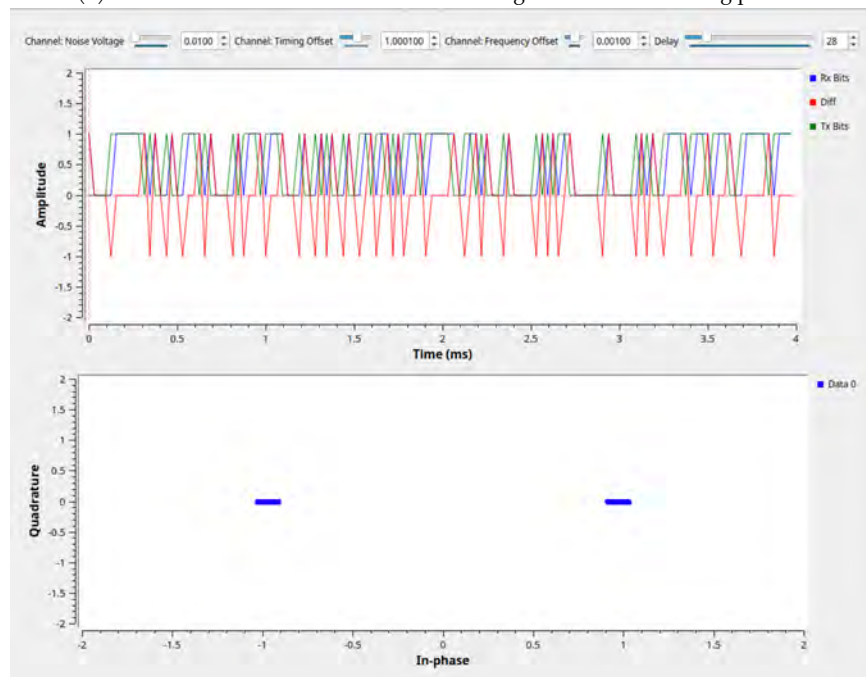 Channel: Noise Voltage 0.0100 Channel: Timing Offset 1.000100 Channel: Frequency Offset 0.00100 Delay 28
2
1.5
1
0.5
0
-0.5
-1
-1.5
-2
Amplitude
Rx Bits
Diff
Tx Bits
0 0.5 1 1.5 2 2.5 3 3.5 4
Time (ms)
2
1.5
1
0.5
0
-0.5
-1
-1.5
-2
Quadrature
Data 0
-2 -1.5 -1 -0.5 0 0.5 1 1.5 2
In-phase